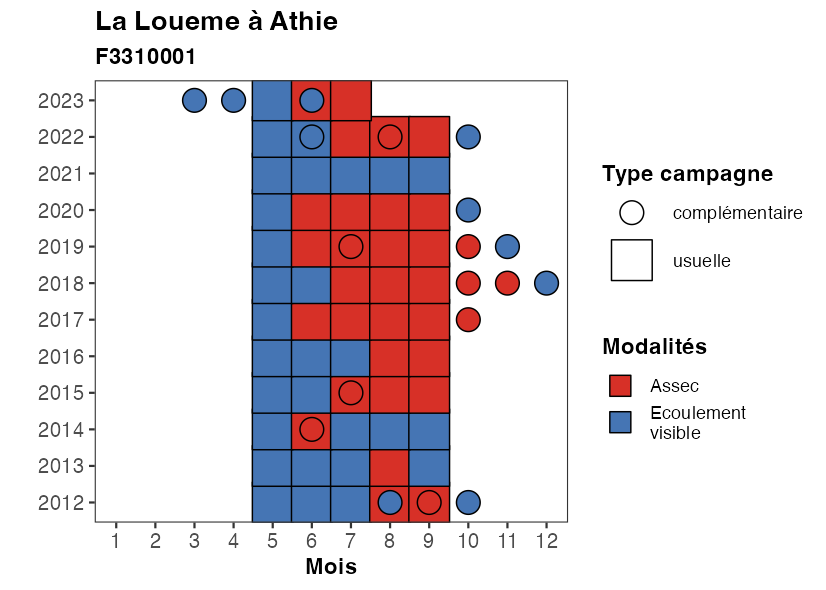 La Loueme à Athie
F3310001
2023
2022
2021
2020
2019
2018
2017
2016
2015
2014
2013
2012
1 2 3 4 5 6 7 8 9 10 11 12
Mois
Type campagne
complémentaire
usuelle
Modalités
Assec
Ecoulement
visible